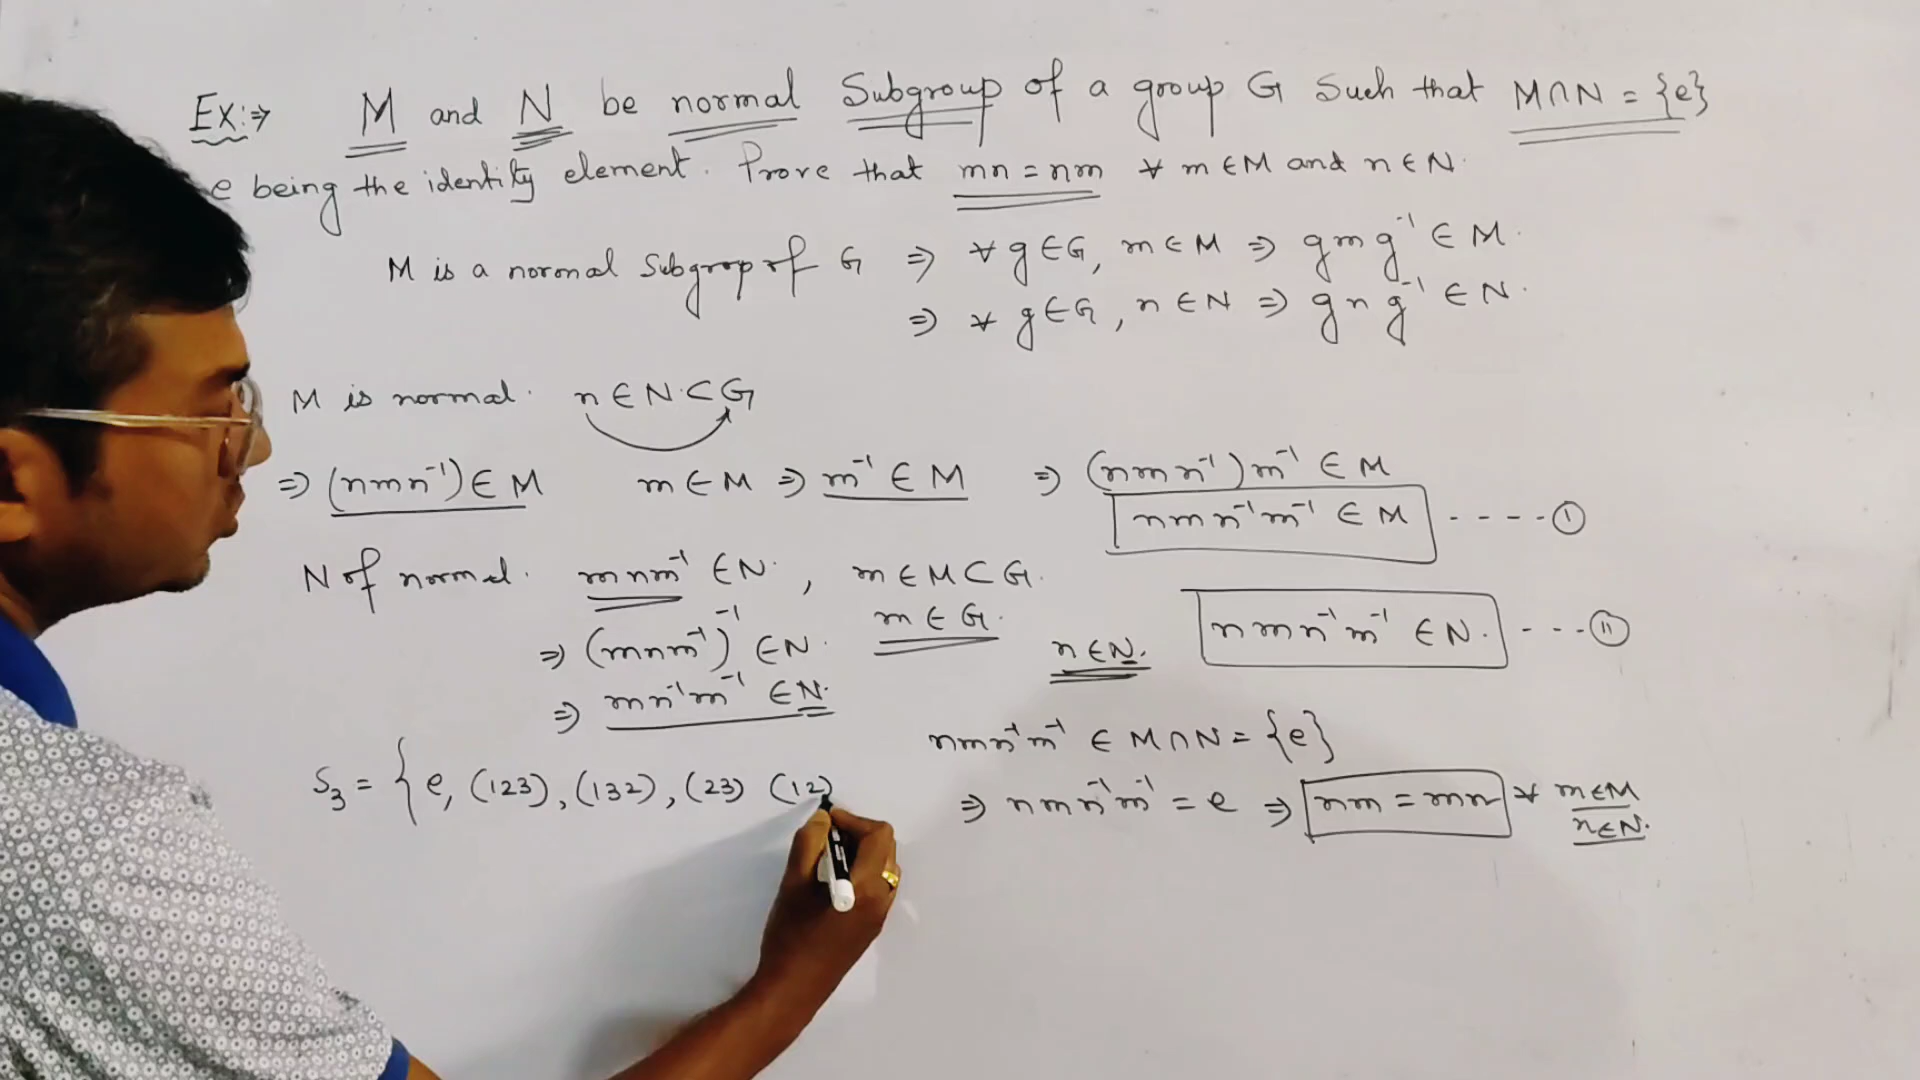 EX:⇒ M and N be normal Subgroup of a group G Such that M∩N = {e}
e being the identity element. Prove that mn = nm ∀ m∈M and n∈N.
M is a normal Subgrop of G ⇒ ∀ g∈G, m∈M ⇒ gmg⁻¹ ∈ M.
⇒ ∀ g∈G, n∈N ⇒ gng⁻¹ ∈ N.
M is normal. n∈N.⊂G
⇒ (nmn⁻¹)∈M m∈M ⇒ m⁻¹ ∈ M ⇒ (nmn⁻¹)m⁻¹ ∈ M
nmn⁻¹m⁻¹ ∈ M ----①
N of normal. mnm⁻¹ ∈N. , m∈M⊂G.
m∈G.
⇒ (mnm⁻¹)⁻¹ ∈N. n∈N. nmn⁻¹m⁻¹ ∈N. ---⑪
⇒ mn⁻¹m⁻¹ ∈N.
nmn⁻¹m⁻¹ ∈ M∩N = {e}
S₃ = { e, (123), (132), (23) (12)
⇒ nmn⁻¹m⁻¹ = e ⇒ nm = mn ∀ m∈M
n∈N.